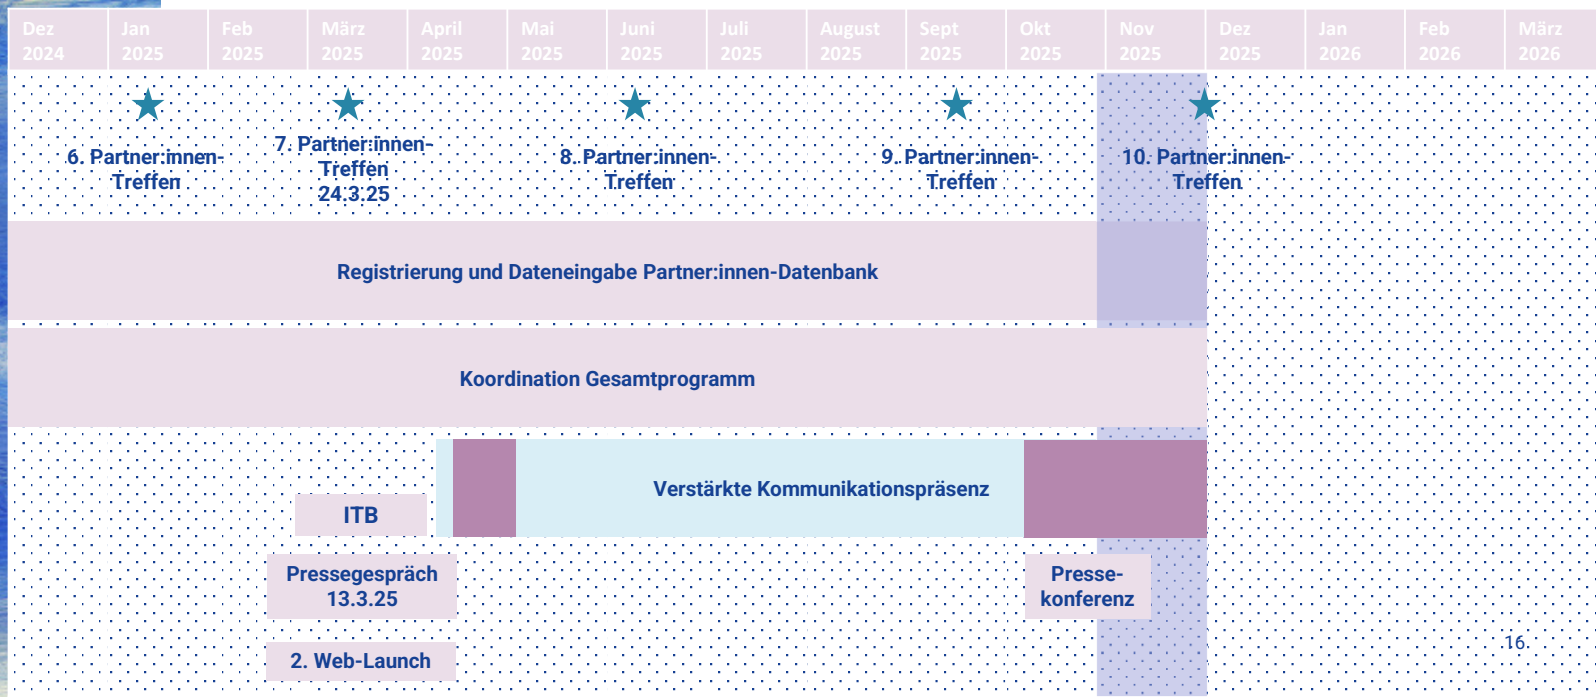 Dez Jan Feb März April Mai Juni Juli August Sept Okt Nov Dez Jan Feb März
2024 2025 2025 2025 2025 2025 2025 2025 2025 2025 2025 2025 2025 2026 2026 2026
6. Partner:innen-
Treffen
7. Partner:innen-
Treffen
24.3.25
8. Partner:innen-
Treffen
9. Partner:innen-
Treffen
10. Partner:innen-
Treffen
Registrierung und Dateneingabe Partner:innen-Datenbank
Koordination Gesamtprogramm
Verstärkte Kommunikationspräsenz
ITB
Pressegespräch
13.3.25
Presse-
konferenz
2. Web-Launch
16